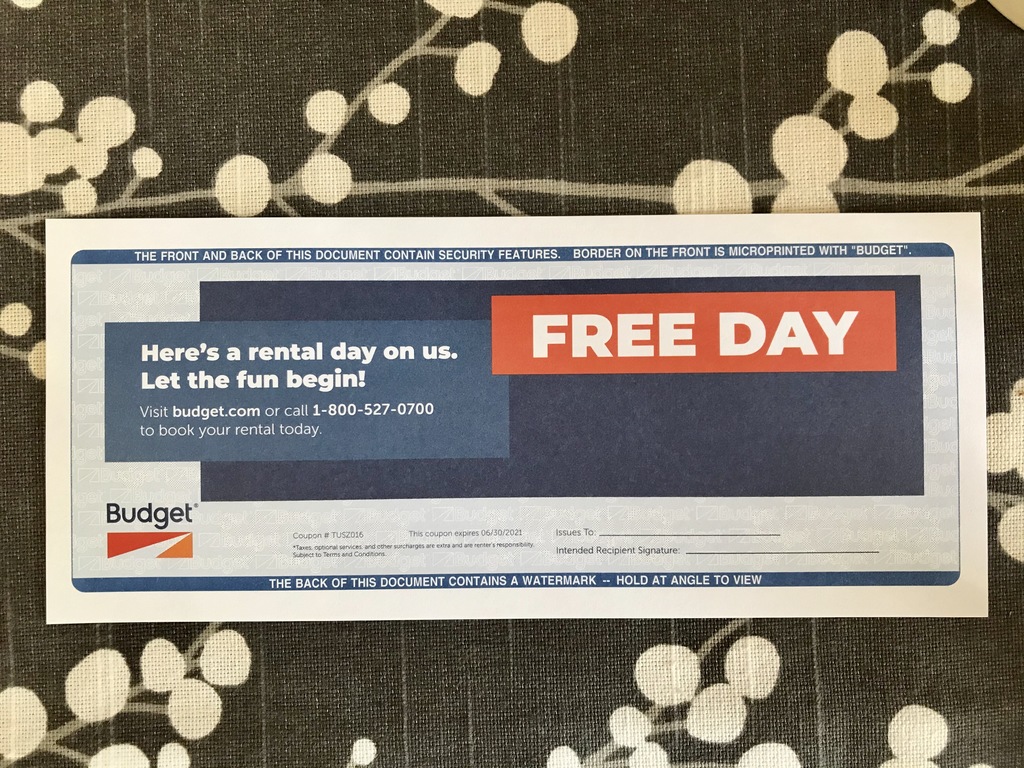 THE FRONT AND BACK OF THIS DOCUMENT CONTAIN SECURITY FEATURES. BORDER ON THE FRONT IS MICROPRINTED WITH "BUDGET".
FREE DAY
Here's a rental day on us.
Let the fun begin!
Visit budget.com or call 1-800-527-0700
to book your rental today.
Budget®
Coupon # TUSZ016 This coupon expires 06/30/2021
*Taxes, optional services, and other surcharges are extra and are renter's responsibility.
Subject to Terms and Conditions.
Issues To:
Intended Recipient Signature:
THE BACK OF THIS DOCUMENT CONTAINS A WATERMARK -- HOLD AT ANGLE TO VIEW